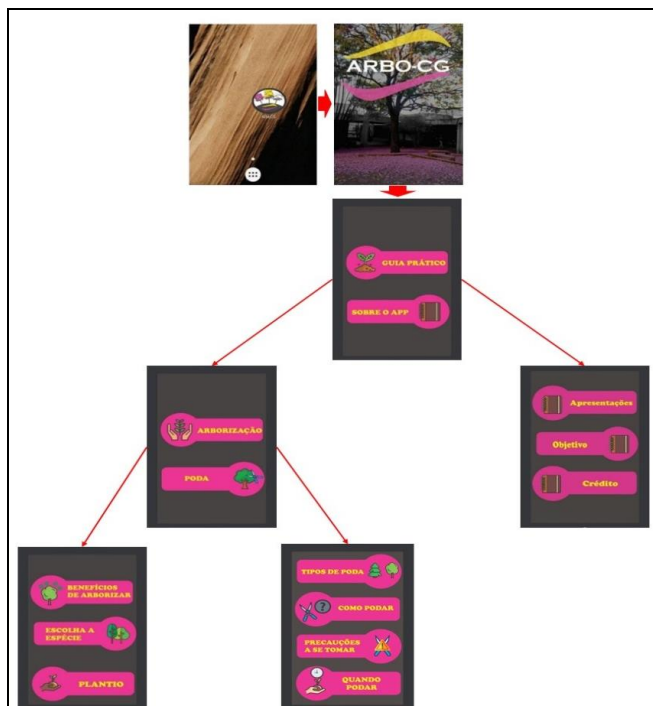 ARBO-CG
GUIA PRÁTICO
SOBRE O APP
ARBORIZAÇÃO
PODA
Apresentações
Objetivo
Crédito
BENEFÍCIOS
DE ARBORIZAR
ESCOLHA A
ESPÉCIE
PLANTIO
TIPOS DE PODA
COMO PODAR
PRECAUÇÕES
A SE TOMAR
QUANDO
PODAR